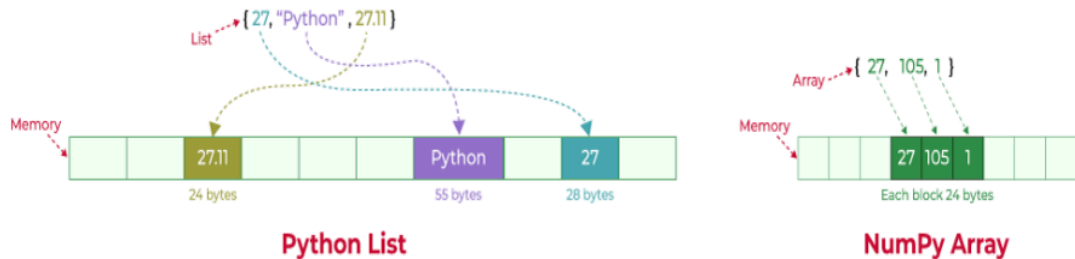 { 27, “Python” , 27.11 }
List
Memory
27.11
Python
27
24 bytes
55 bytes
28 bytes
Python List
{ 27, 105, 1 }
Array
Memory
27 105 1
Each block 24 bytes
NumPy Array